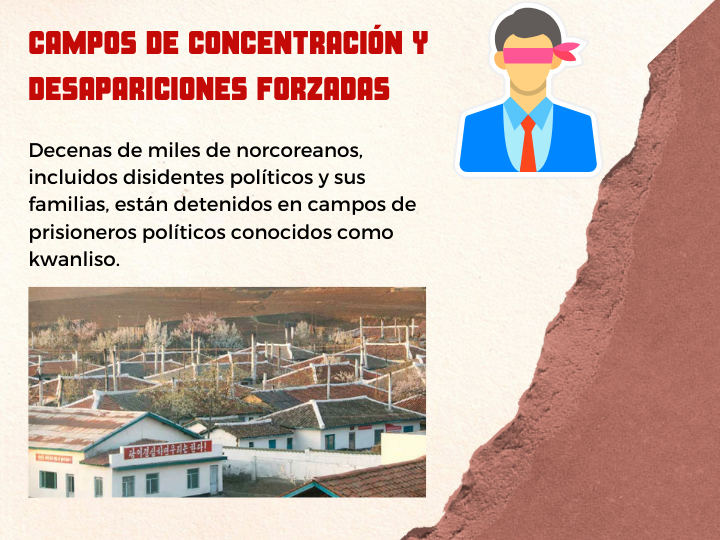 CAMPOS DE CONCENTRACIÓN Y
DESAPARICIONES FORZADAS
Decenas de miles de norcoreanos,
incluidos disidentes políticos y sus
familias, están detenidos en campos de
prisioneros políticos conocidos como
kwanliso.